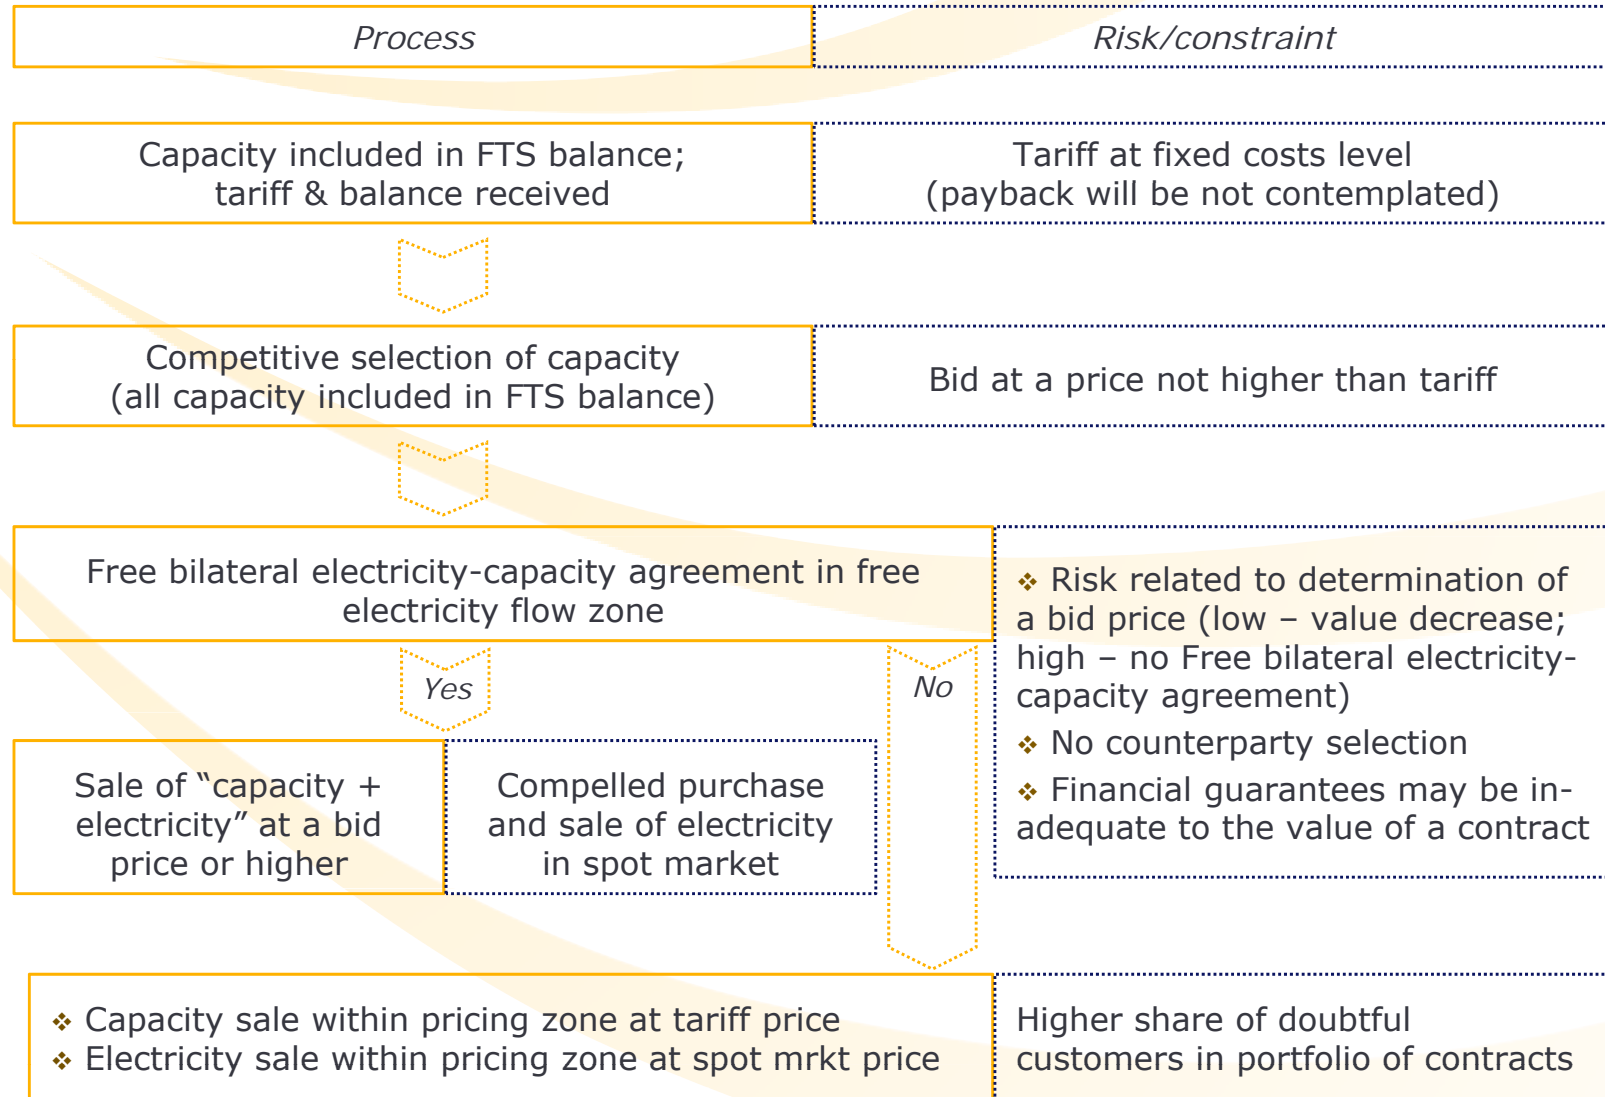 Process
Risk/constraint
Capacity included in FTS balance;
tariff & balance received
Tariff at fixed costs level
(payback will be not contemplated)
Competitive selection of capacity
(all capacity included in FTS balance)
Bid at a price not higher than tariff
Free bilateral electricity-capacity agreement in free
electricity flow zone
❖ Risk related to determination of
a bid price (low – value decrease;
high – no Free bilateral electricity-
capacity agreement)
❖ No counterparty selection
❖ Financial guarantees may be in-
adequate to the value of a contract
Yes
No
Sale of “capacity +
electricity” at a bid
price or higher
Compelled purchase
and sale of electricity
in spot market
❖ Capacity sale within pricing zone at tariff price
❖ Electricity sale within pricing zone at spot mrkt price
Higher share of doubtful
customers in portfolio of contracts